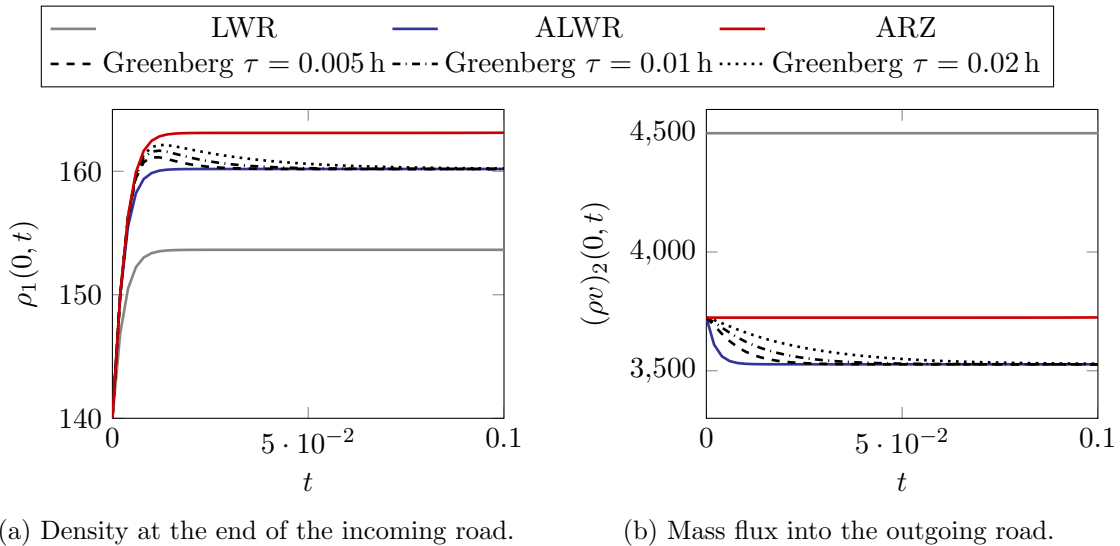 LWR ALWR ARZ
Greenberg τ = 0.005 h Greenberg τ = 0.01 h Greenberg τ = 0.02 h
160
150
140
0
5 · 10⁻²
0.1
ρ₁(0, t)
t
(a) Density at the end of the incoming road.
4,500
4,000
3,500
0
5 · 10⁻²
0.1
(ρv)₂(0, t)
t
(b) Mass flux into the outgoing road.